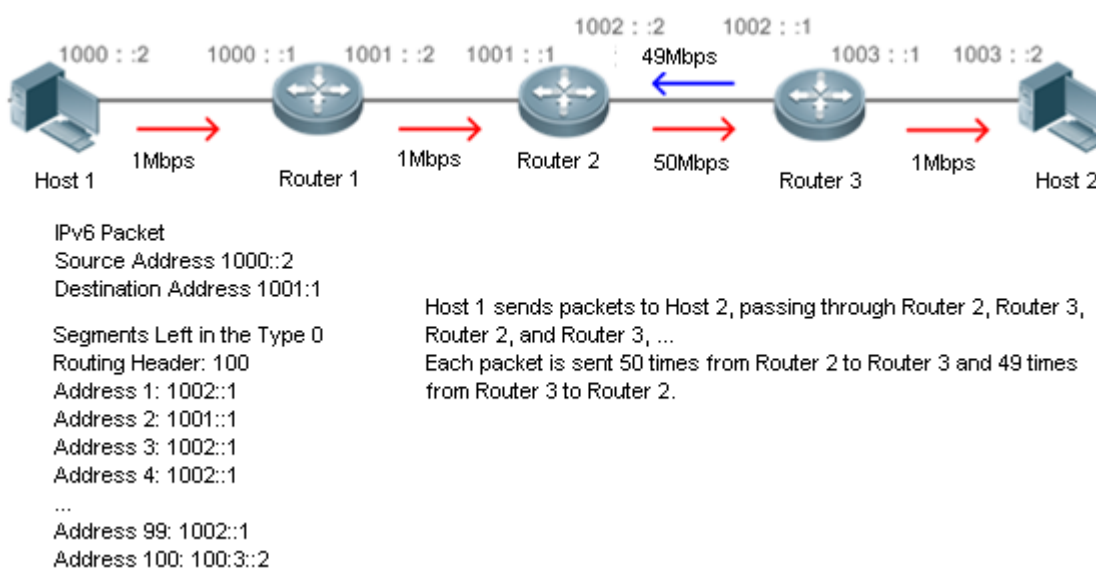 1002 : :2 1002 : :1
1000 : :2 1000 : :1 1001 : :2 1001 : :1 49Mbps 1003 : :1 1003 : :2
1Mbps 1Mbps 50Mbps 1Mbps
Host 1 Router 1 Router 2 Router 3 Host 2
IPv6 Packet
Source Address 1000::2
Destination Address 1001:1
Segments Left in the Type 0
Routing Header: 100
Address 1: 1002::1
Address 2: 1001::1
Address 3: 1002::1
Address 4: 1002::1
...
Address 99: 1002::1
Address 100: 100:3::2
Host 1 sends packets to Host 2, passing through Router 2, Router 3,
Router 2, and Router 3, ...
Each packet is sent 50 times from Router 2 to Router 3 and 49 times
from Router 3 to Router 2.